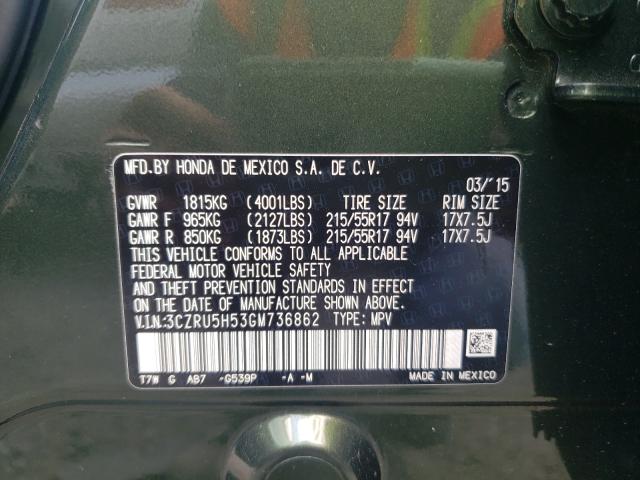 MFD.BY HONDA DE MEXICO S.A. DE C.V.
03/´15
GVWR 1815KG (4001LBS) TIRE SIZE RIM SIZE
GAWR F 965KG (2127LBS) 215/55R17 94V 17X7.5J
GAWR R 850KG (1873LBS) 215/55R17 94V 17X7.5J
THIS VEHICLE CONFORMS TO ALL APPLICABLE
FEDERAL MOTOR VEHICLE SAFETY
AND THEFT PREVENTION STANDARDS IN EFFECT
ON THE DATE OF MANUFACTURE SHOWN ABOVE.
V.I.N.:3CZRU5H53GM736862 TYPE: MPV
T7W G AB7 -G539P -A -M MADE IN MEXICO